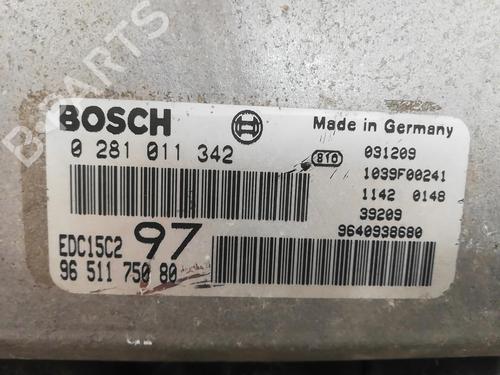 B-PARTS
BOSCH
Made in Germany
0 281 011 342
810
091209
1039F00241
1142 0148
39209
9640938680
EDC15C2 97
96 511 750 80